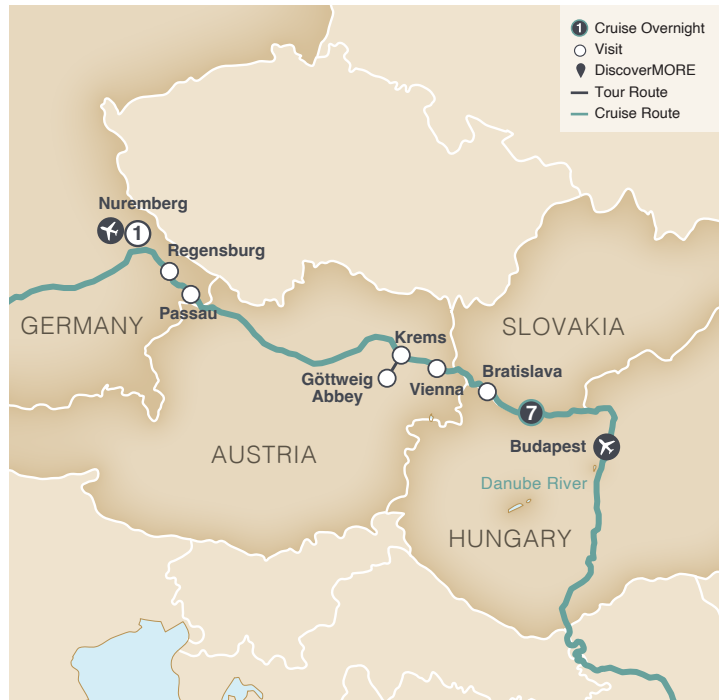 1 Cruise Overnight
Visit
DiscoverMORE
Tour Route
Cruise Route
Nuremberg
1
Regensburg
Passau
GERMANY
SLOVAKIA
Krems
Göttweig
Abbey
Vienna
Bratislava
7
Budapest
AUSTRIA
Danube River
HUNGARY